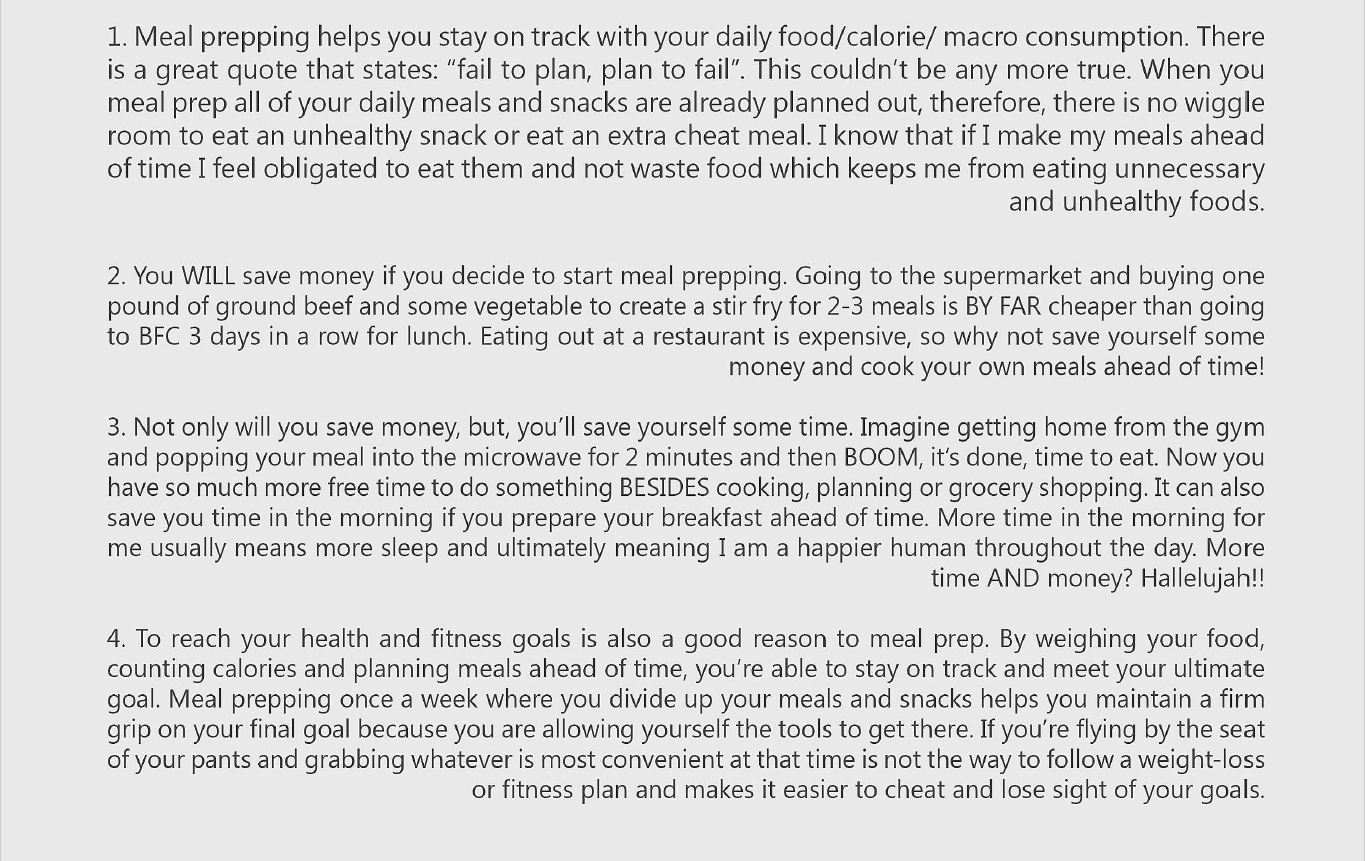 1. Meal prepping helps you stay on track with your daily food/calorie/ macro consumption. There
is a great quote that states: “fail to plan, plan to fail”. This couldn’t be any more true. When you
meal prep all of your daily meals and snacks are already planned out, therefore, there is no wiggle
room to eat an unhealthy snack or eat an extra cheat meal. I know that if I make my meals ahead
of time I feel obligated to eat them and not waste food which keeps me from eating unnecessary
and unhealthy foods.
2. You WILL save money if you decide to start meal prepping. Going to the supermarket and buying one
pound of ground beef and some vegetable to create a stir fry for 2-3 meals is BY FAR cheaper than going
to BFC 3 days in a row for lunch. Eating out at a restaurant is expensive, so why not save yourself some
money and cook your own meals ahead of time!
3. Not only will you save money, but, you’ll save yourself some time. Imagine getting home from the gym
and popping your meal into the microwave for 2 minutes and then BOOM, it‘s done, time to eat. Now you
have so much more free time to do something BESIDES cooking, planning or grocery shopping. It can also
save you time in the morning if you prepare your breakfast ahead of time. More time in the morning for
me usually means more sleep and ultimately meaning I am a happier human throughout the day. More
time AND money? Hallelujah!!
4. To reach your health and fitness goals is also a good reason to meal prep. By weighing your food,
counting calories and planning meals ahead of time, you’re able to stay on track and meet your ultimate
goal. Meal prepping once a week where you divide up your meals and snacks helps you maintain a firm
grip on your final goal because you are allowing yourself the tools to get there. If you’re flying by the seat
of your pants and grabbing whatever is most convenient at that time is not the way to follow a weight-loss
or fitness plan and makes it easier to cheat and lose sight of your goals.